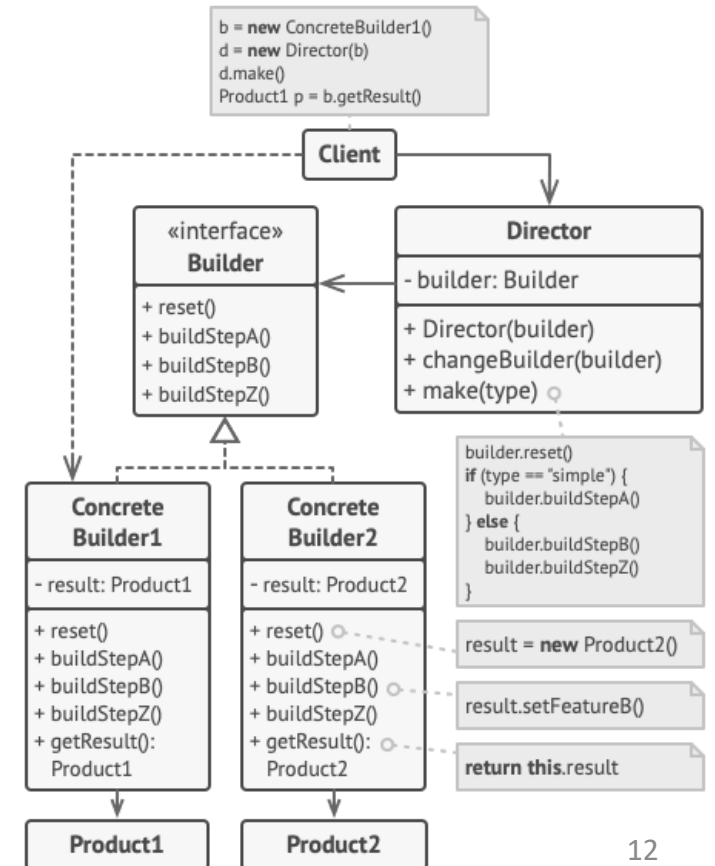 b = new ConcreteBuilder1()
d = new Director(b)
d.make()
Product1 p = b.getResult()
Client
«interface»
Builder
+ reset()
+ buildStepA()
+ buildStepB()
+ buildStepZ()
Director
- builder: Builder
+ Director(builder)
+ changeBuilder(builder)
+ make(type)
builder.reset()
if (type == "simple") {
builder.buildStepA()
} else {
builder.buildStepB()
builder.buildStepZ()
}
Concrete
Builder1
- result: Product1
+ reset()
+ buildStepA()
+ buildStepB()
+ buildStepZ()
+ getResult():
Product1
Concrete
Builder2
- result: Product2
+ reset()
+ buildStepA()
+ buildStepB()
+ buildStepZ()
+ getResult():
Product2
result = new Product2()
result.setFeatureB()
return this.result
Product1
Product2
12